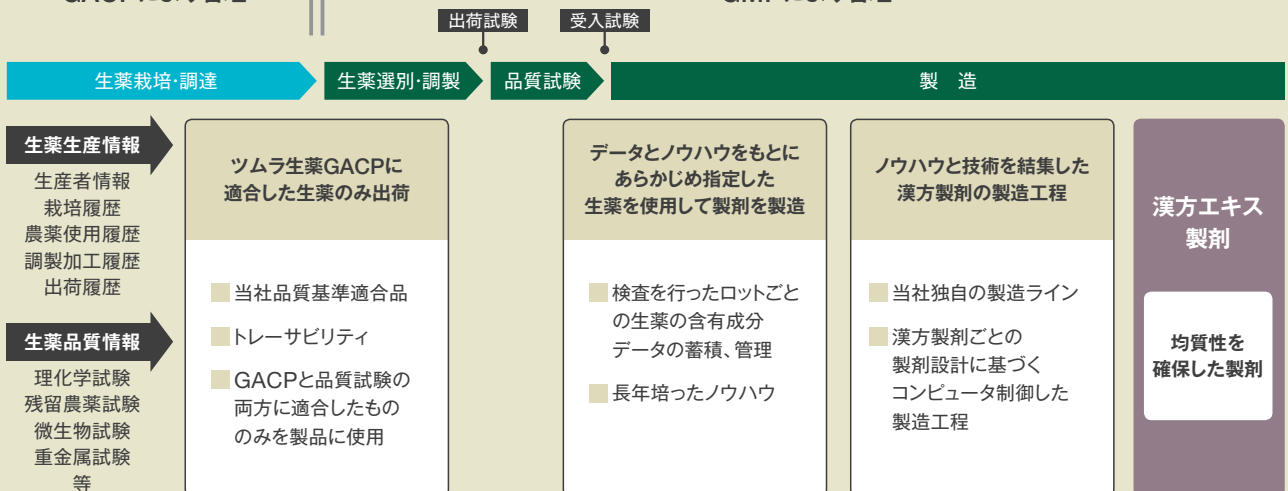 出荷試験
受入試験
生薬栽培・調達
生薬選別・調製
品質試験
製 造
生薬生産情報
生産者情報
栽培履歴
農薬使用履歴
調製加工履歴
出荷履歴
生薬品質情報
理化学試験
残留農薬試験
微生物試験
重金属試験
等
ツムラ生薬GACPに
適合した生薬のみ出荷
当社品質基準適合品
トレーサビリティ
GACPと品質試験の
両方に適合したもの
のみを製品に使用
データとノウハウをもとに
あらかじめ指定した
生薬を使用して製剤を製造
検査を行ったロットごと
の生薬の含有成分
データの蓄積、管理
長年培ったノウハウ
ノウハウと技術を結集した
漢方製剤の製造工程
当社独自の製造ライン
漢方製剤ごとの
製剤設計に基づく
コンピュータ制御した
製造工程
漢方エキス
製剤
均質性を
確保した製剤